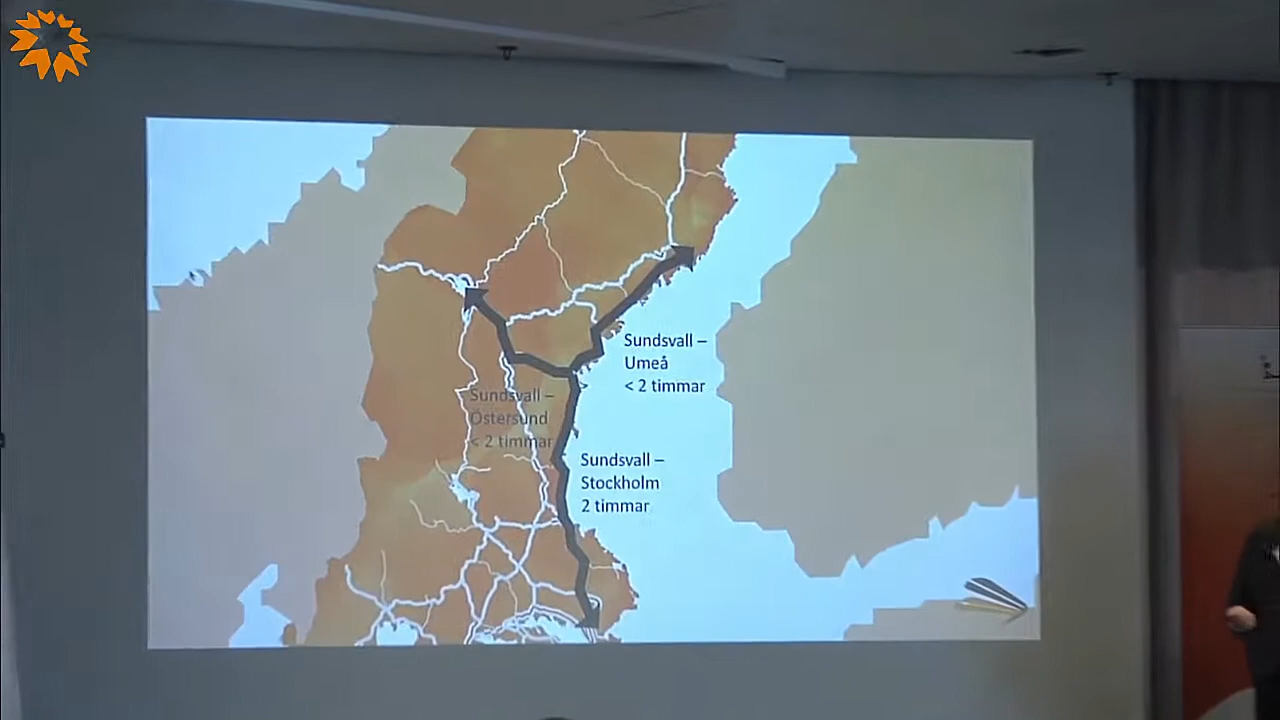 Sundsvall –
Umeå
< 2 timmar
Sundsvall –
Östersund
< 2 timmar
Sundsvall –
Stockholm
2 timmar